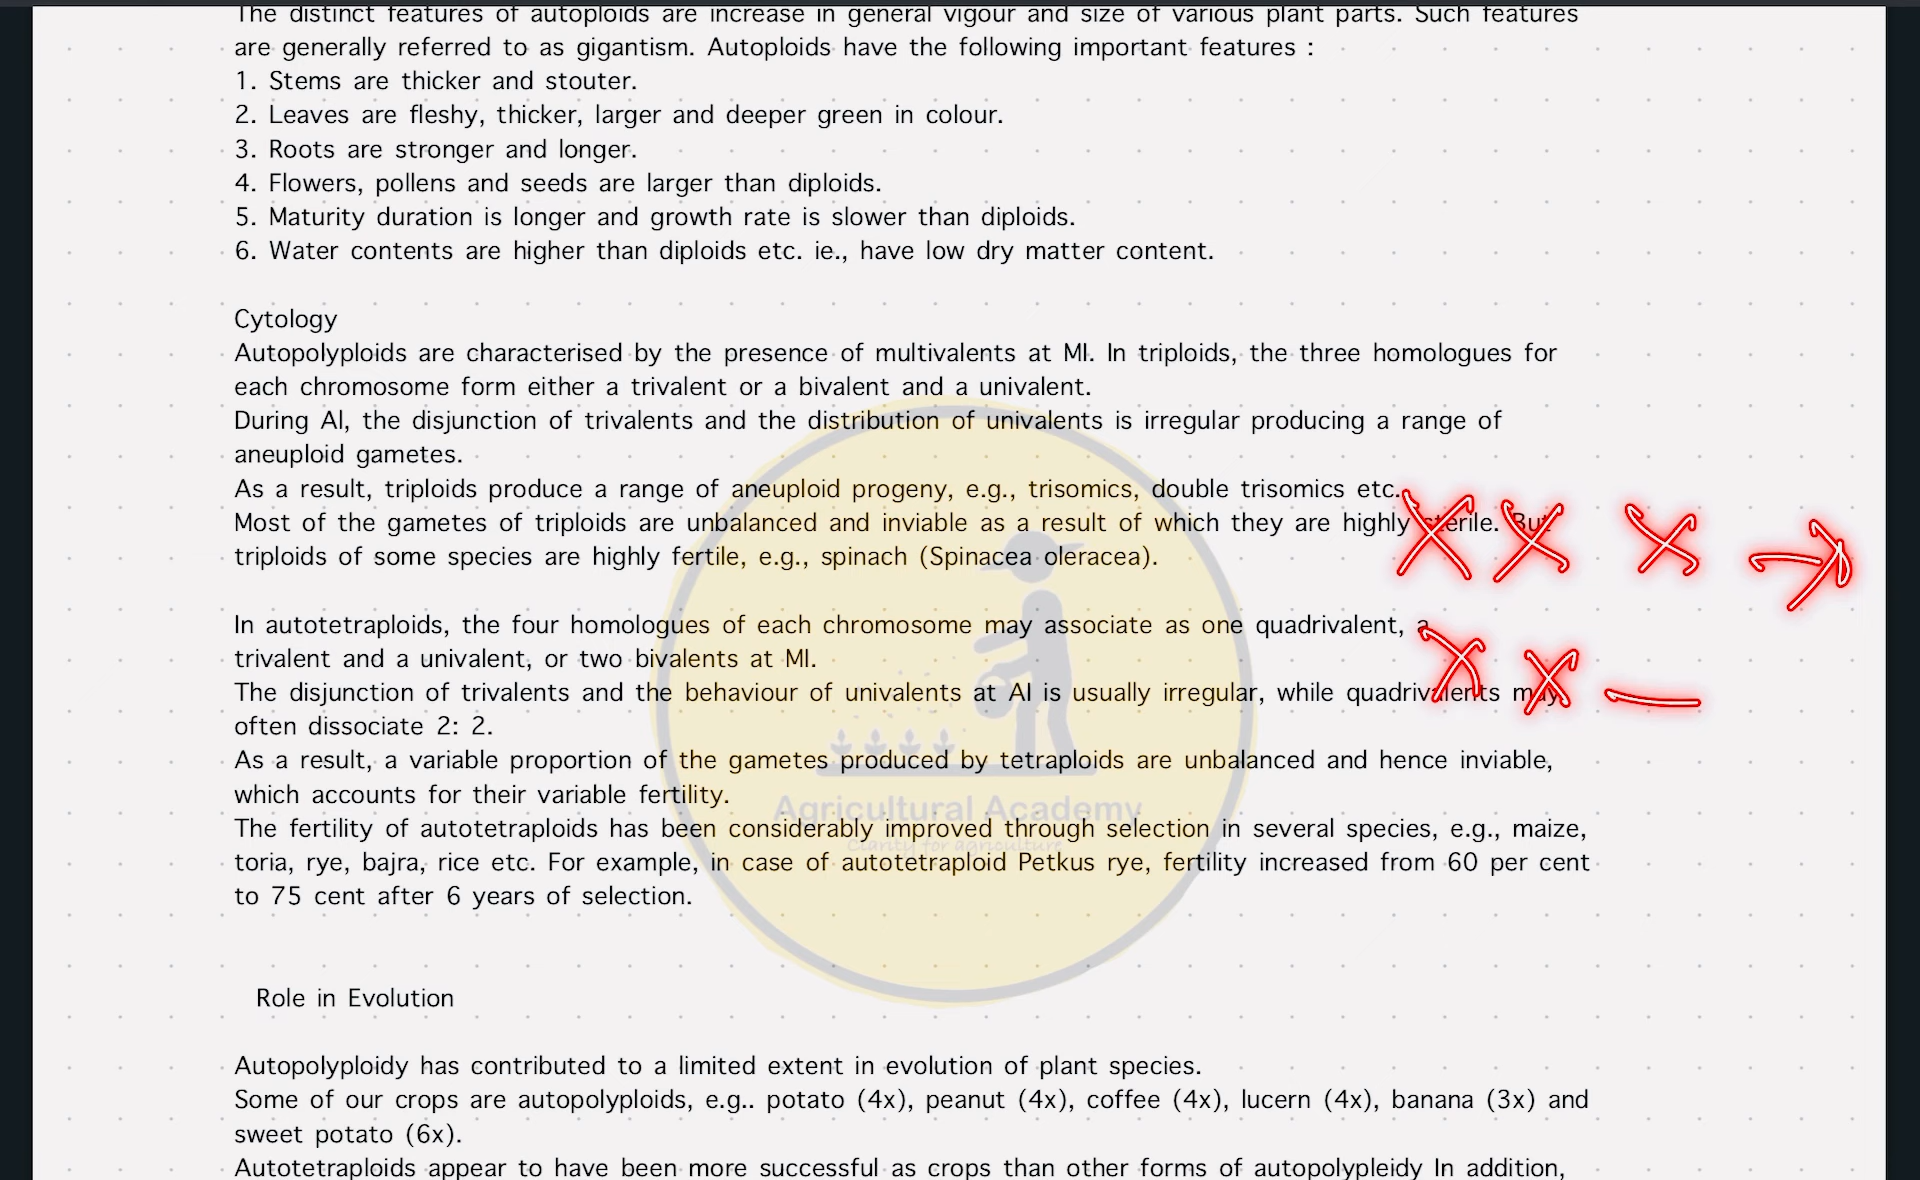 The distinct features of autoploids are increase in general vigour and size of various plant parts. Such features
are generally referred to as gigantism. Autoploids have the following important features :
1. Stems are thicker and stouter.
2. Leaves are fleshy, thicker, larger and deeper green in colour.
3. Roots are stronger and longer.
4. Flowers, pollens and seeds are larger than diploids.
5. Maturity duration is longer and growth rate is slower than diploids.
6. Water contents are higher than diploids etc. ie., have low dry matter content.
Cytology
Autopolyploids are characterised by the presence of multivalents at MI. In triploids, the three homologues for
each chromosome form either a trivalent or a bivalent and a univalent.
During AI, the disjunction of trivalents and the distribution of univalents is irregular producing a range of
aneuploid gametes.
As a result, triploids produce a range of aneuploid progeny, e.g., trisomics, double trisomics etc.
Most of the gametes of triploids are unbalanced and inviable as a result of which they are highly sterile. But
triploids of some species are highly fertile, e.g., spinach (Spinacea oleracea).
In autotetraploids, the four homologues of each chromosome may associate as one quadrivalent, a
trivalent and a univalent, or two bivalents at MI.
The disjunction of trivalents and the behaviour of univalents at AI is usually irregular, while quadrivalents may
often dissociate 2: 2.
As a result, a variable proportion of the gametes produced by tetraploids are unbalanced and hence inviable,
which accounts for their variable fertility.
Agricultural Academy
Clarity for agriculture
The fertility of autotetraploids has been considerably improved through selection in several species, e.g., maize,
toria, rye, bajra, rice etc. For example, in case of autotetraploid Petkus rye, fertility increased from 60 per cent
to 75 cent after 6 years of selection.
Role in Evolution
Autopolyploidy has contributed to a limited extent in evolution of plant species.
Some of our crops are autopolyploids, e.g.. potato (4x), peanut (4x), coffee (4x), lucern (4x), banana (3x) and
sweet potato (6x).
Autotetraploids appear to have been more successful as crops than other forms of autopolypleidy In addition,